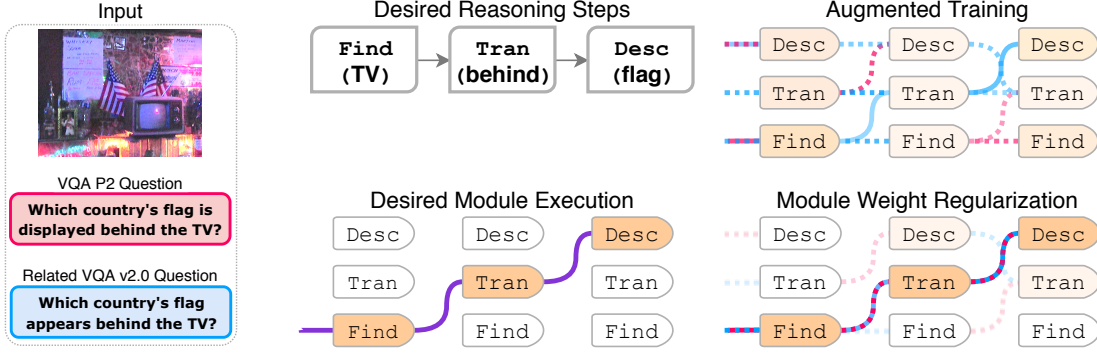 Input
VQA P2 Question
Which country's flag is
displayed behind the TV?
Related VQA v2.0 Question
Which country's flag
appears behind the TV?
Desired Reasoning Steps
Find
(TV)
Tran
(behind)
Desc
(flag)
Desired Module Execution
Desc Desc Desc
Tran Tran Tran
Find Find Find
Augmented Training
Desc Desc Desc
Tran Tran Tran
Find Find Find
Module Weight Regularization
Desc Desc Desc
Tran Tran Tran
Find Find Find